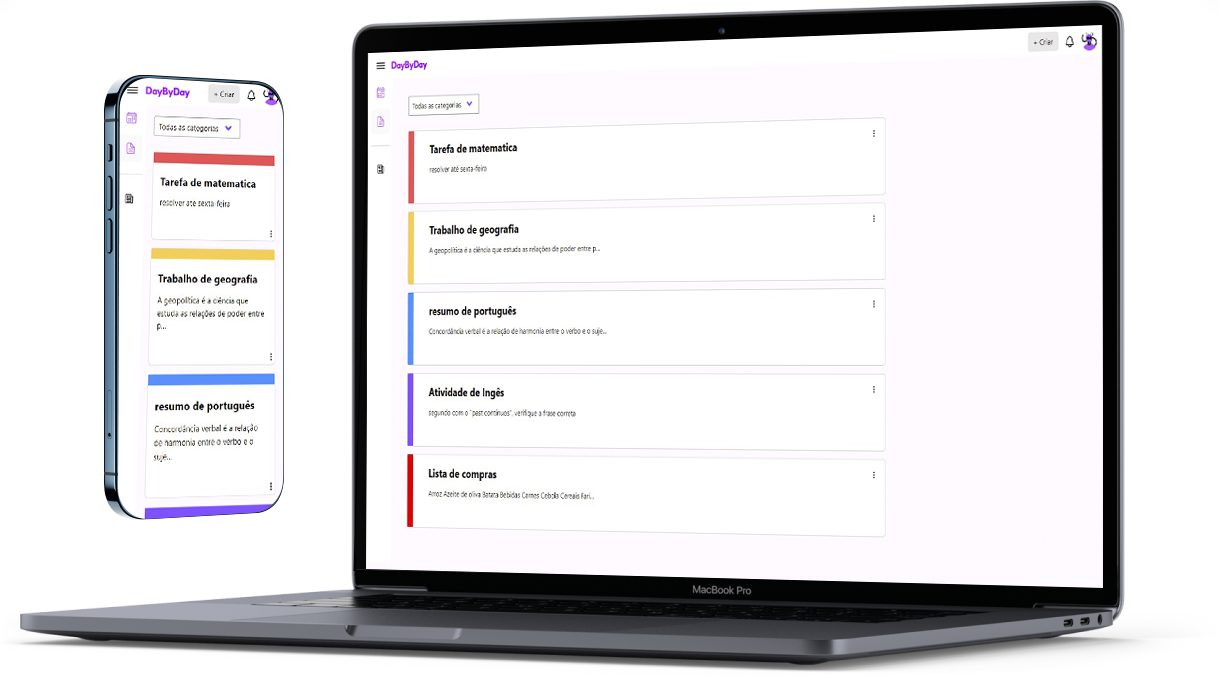 DayByDay
+ Criar
Todas as categorias
Tarefa de matematica
resolver ate sexta-feira
Trabalho de geografia
A geopolítica é a ciência que
estuda as relações de poder entre
p...
resumo de português
Concordância verbal é a relação
de harmonia entre o verbo e o
suje...
DayByDay
+ Criar
Todas as categorias
Tarefa de matematica
resolver até sexta-feira
Trabalho de geografia
A geopolítica é a ciência que estuda as relações de poder entre p...
resumo de português
Concordância verbal é a relação de harmonia entre o verbo e o suje...
Atividade de Ingês
segundo com o "past continuos", verifique a frase correta
Lista de compras
Arroz Azeite de oliva Batata Bebidas Carnes Cebola Cereais Fari...
MacBook Pro